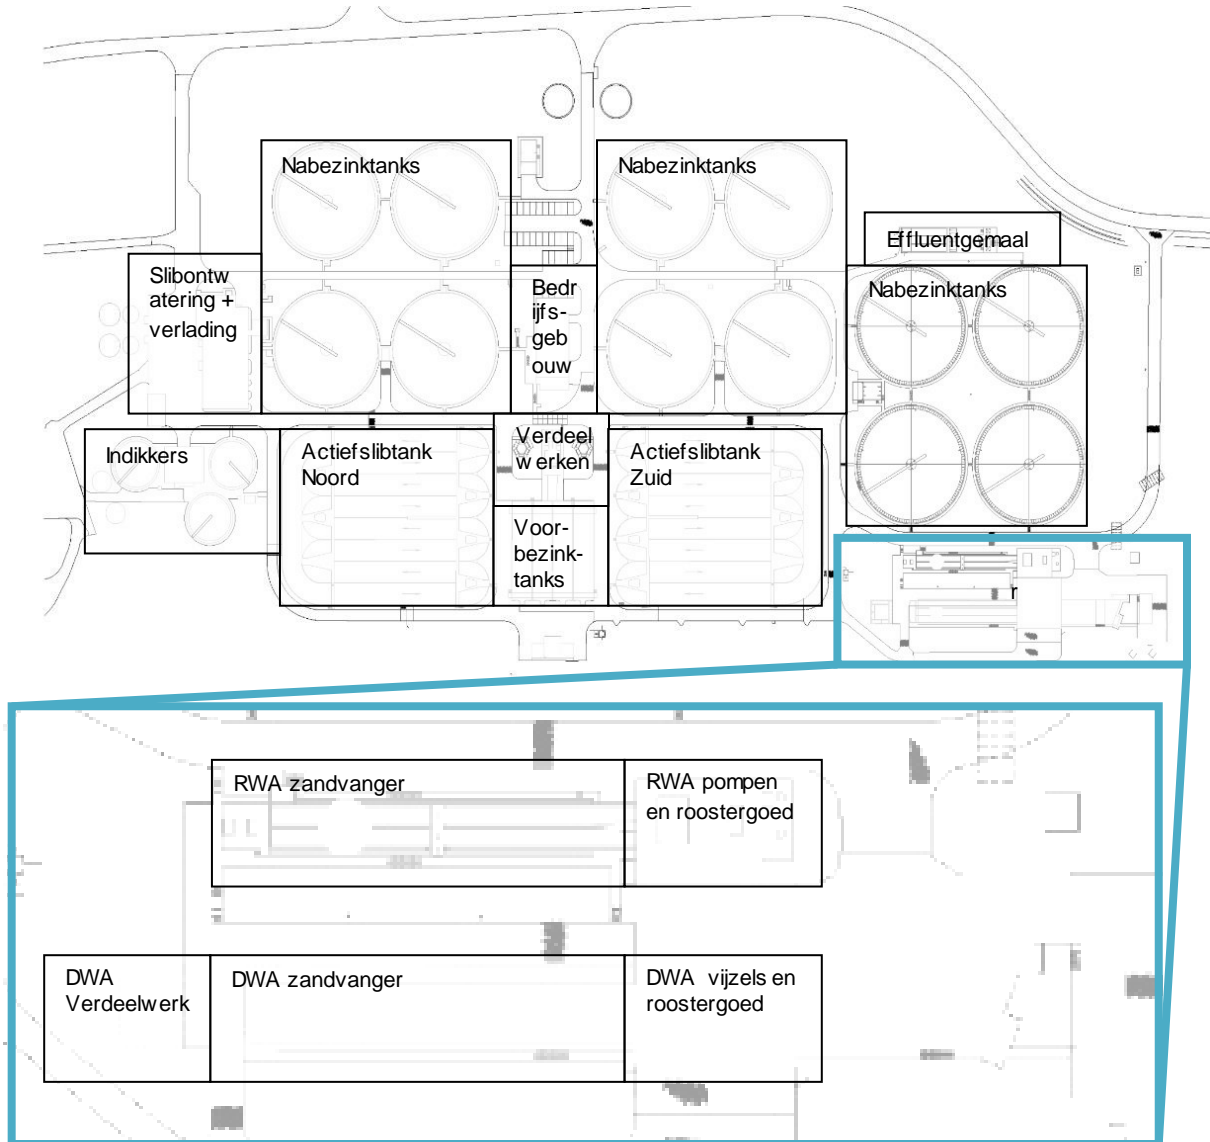 Nabezinktanks
Nabezinktanks
Effluentgemaal
Slibontw
atering +
verlading
Bedr
ijfs-
geb
ouw
Nabezinktanks
Indikkers
Actiefslibtank
Noord
Verdeel
werken
Actiefslibtank
Zuid
Voor-
bezink-
tanks
r
RWA zandvanger
RWA pompen
en roostergoed
DWA
Verdeelwerk
DWA zandvanger
DWA vijzels en
roostergoed